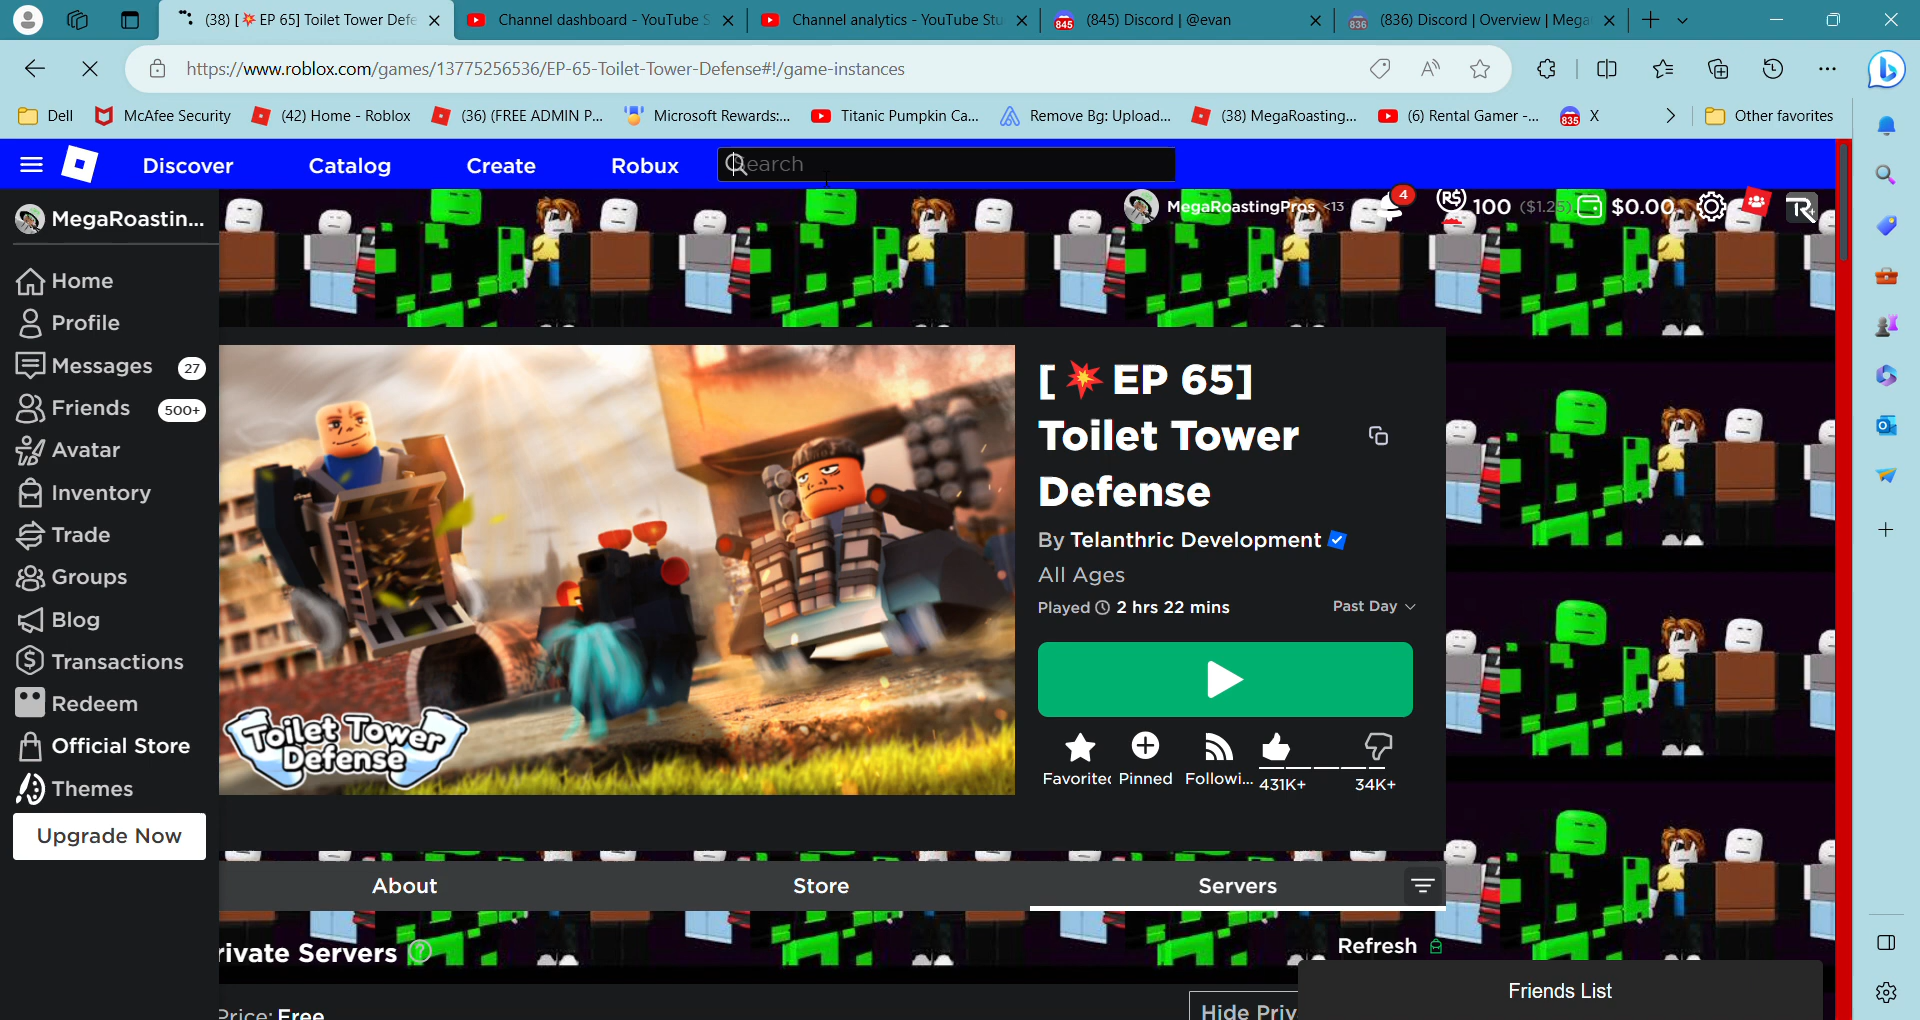 (38) [💥EP 65] Toilet Tower Defe
Channel dashboard - YouTube S
Channel analytics - YouTube Stu
845
(845) Discord | @evan
836
(836) Discord | Overview | Mega
https://www.roblox.com/games/13775256536/EP-65-Toilet-Tower-Defense#!/game-instances
Dell
McAfee Security
(42) Home - Roblox
(36) (FREE ADMIN P...
Microsoft Rewards:...
Titanic Pumpkin Ca...
Remove Bg: Upload...
(38) MegaRoasting...
(6) Rental Gamer -...
835
X
Other favorites
Discover
Catalog
Create
Robux
Search
MegaRoastin...
MegaRoastingPros <13
4
100 ($1.25)
$0.00
Home
Profile
Messages 27
Friends 500+
Avatar
Inventory
Trade
Groups
Blog
Transactions
Redeem
Official Store
Themes
Upgrade Now
Toilet Tower
Defense
[💥EP 65]
Toilet Tower
Defense
By Telanthric Development
All Ages
Played 2 hrs 22 mins
Past Day
Favorited
Pinned
Followi...
431K+
34K+
About
Store
Servers
rivate Servers
Refresh
Price: Free
Hide Priv
Friends List